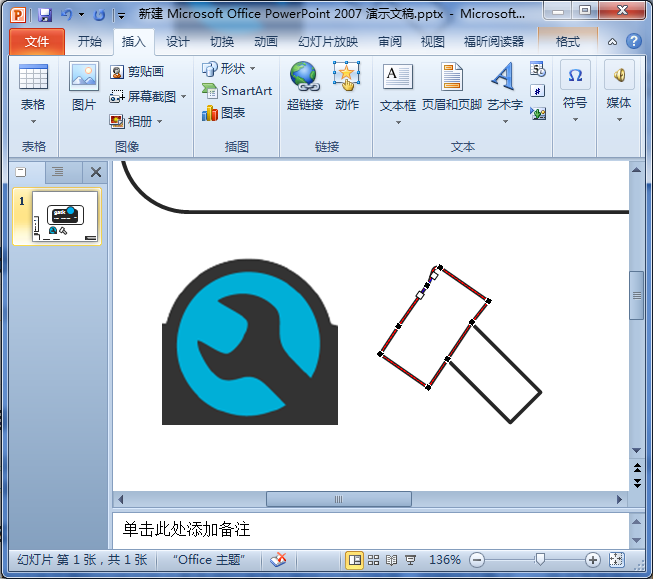 新建 Microsoft Office PowerPoint 2007 演示文稿.pptx - Microsoft...
文件 开始 插入 设计 切换 动画 幻灯片放映 审阅 视图 福昕阅读器 格式
表格 图片 剪贴画 屏幕截图 相册 形状 SmartArt 图表 超链接 动作 文本框 页眉和页脚 艺术字 符号 媒体
表格 图像 插图 链接 文本
1
单击此处添加备注
幻灯片 第 1 张，共 1 张 "Office 主题" 136%